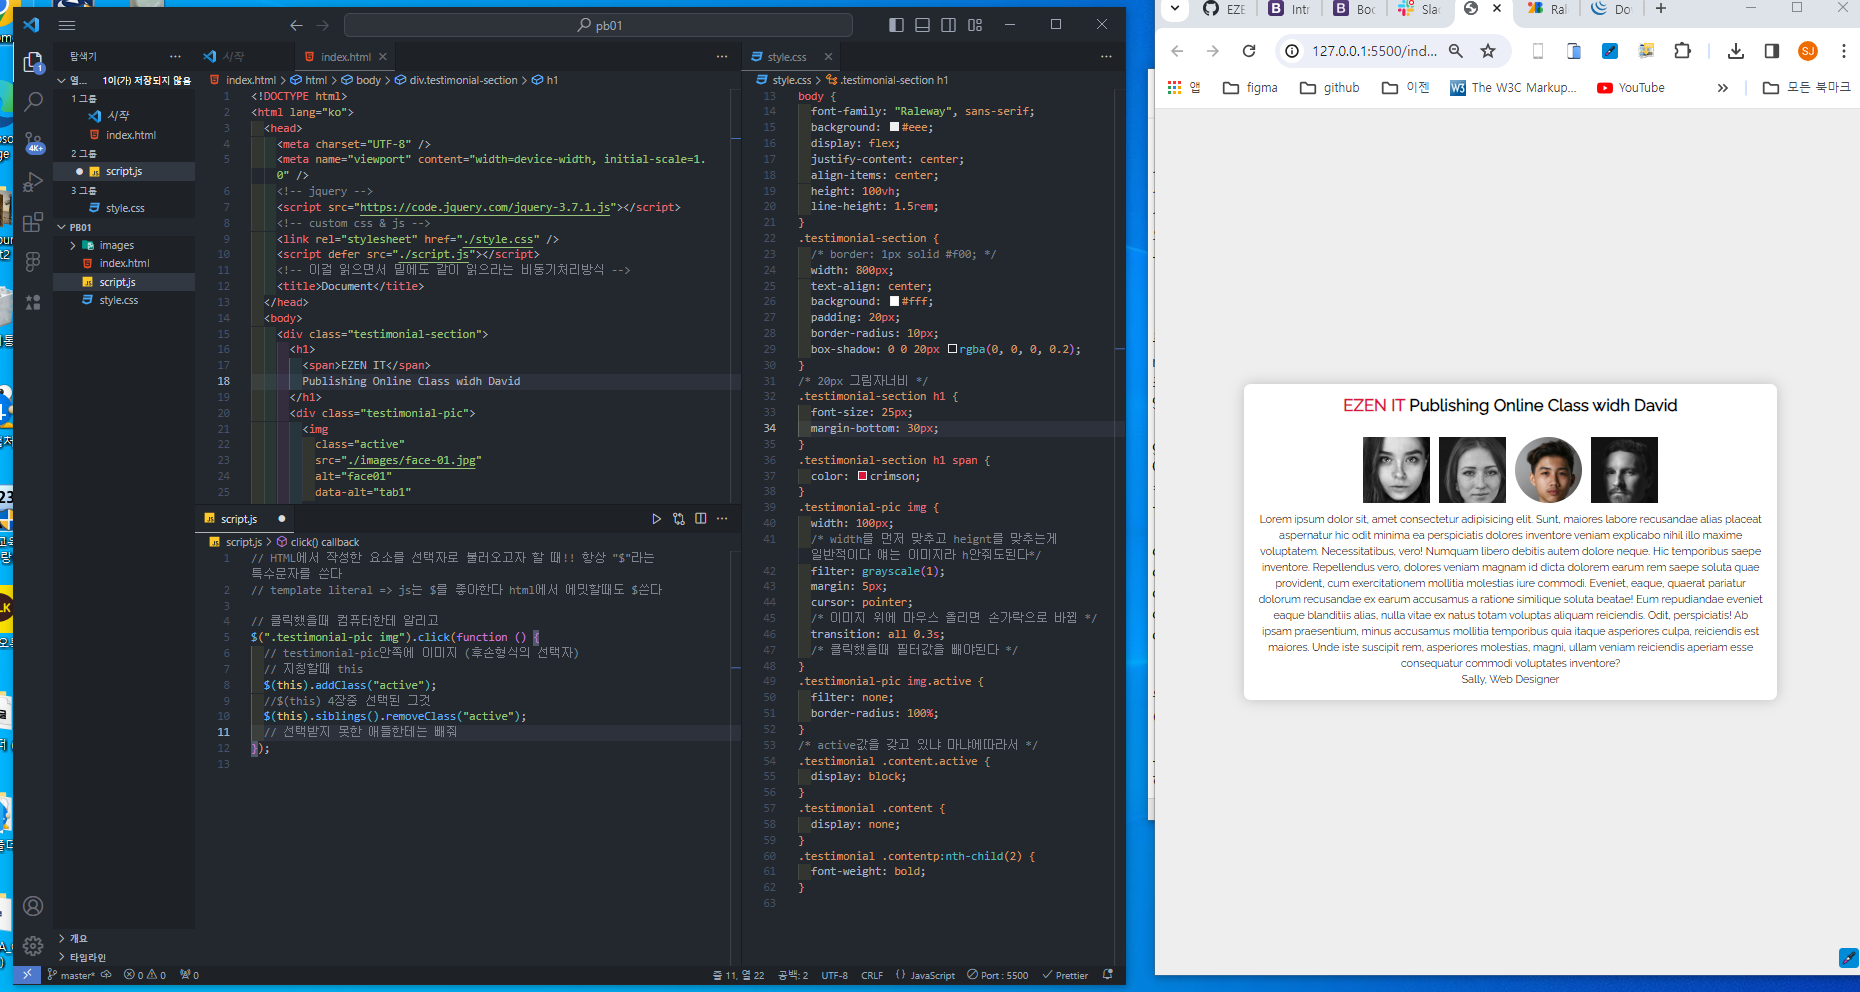 pb01
탐색기
시작
index.html
style.css
열... 1이(가) 저장되지 않음
1 그룹
시작
index.html
2 그룹
script.js
3 그룹
style.css
PB01
images
index.html
script.js
style.css
개요
타임라인
index.html > html > body > div.testimonial-section > h1
1 <!DOCTYPE html>
2 <html lang="ko">
3 <head>
4 <meta charset="UTF-8" />
5 <meta name="viewport" content="width=device-width, initial-scale=1.
0" />
6 <!-- jquery -->
7 <script src="https://code.jquery.com/jquery-3.7.1.js"></script>
8 <!-- custom css & js -->
9 <link rel="stylesheet" href="./style.css" />
10 <script defer src="./script.js"></script>
11 <!-- 이걸 읽으면서 밑에도 같이 읽으라는 비동기처리방식 -->
12 <title>Document</title>
13 </head>
14 <body>
15 <div class="testimonial-section">
16 <h1>
17 <span>EZEN IT</span>
18 Publishing Online Class widh David
19 </h1>
20 <div class="testimonial-pic">
21 <img
22 class="active"
23 src="./images/face-01.jpg"
24 alt="face01"
25 data-alt="tab1"
script.js
script.js > click() callback
1 // HTML에서 작성한 요소를 선택자로 불러오고자 할 때!! 항상 "$"라는
특수문자를 쓴다
2 // template literal => js는 $를 좋아한다 html에서 에밋할때도 $쓴다
3
4 // 클릭했을때 컴퓨터한테 알리고
5 $(".testimonial-pic img").click(function () {
6 // testimonial-pic안쪽에 이미지 (후손형식의 선택자)
7 // 지칭할때 this
8 $(this).addClass("active");
9 //$(this) 4장중 선택된 그것
10 $(this).siblings().removeClass("active");
11 // 선택받지 못한 애들한테는 빼줘
12 });
13
style.css > .testimonial-section h1
13 body {
14 font-family: "Raleway", sans-serif;
15 background: #eee;
16 display: flex;
17 justify-content: center;
18 align-items: center;
19 height: 100vh;
20 line-height: 1.5rem;
21 }
22 .testimonial-section {
23 /* border: 1px solid #f00; */
24 width: 800px;
25 text-align: center;
26 background: #fff;
27 padding: 20px;
28 border-radius: 10px;
29 box-shadow: 0 0 20px rgba(0, 0, 0, 0.2);
30 }
31 /* 20px 그림자너비 */
32 .testimonial-section h1 {
33 font-size: 25px;
34 margin-bottom: 30px;
35 }
36 .testimonial-section h1 span {
37 color: crimson;
38 }
39 .testimonial-pic img {
40 width: 100px;
41 /* width를 먼저 맞추고 heignt를 맞추는게
일반적이다 얘는 이미지라 h안줘도된다*/
42 filter: grayscale(1);
43 margin: 5px;
44 cursor: pointer;
45 /* 이미지 위에 마우스 올리면 손가락으로 바뀜 */
46 transition: all 0.3s;
47 /* 클릭했을때 필터값을 빼야된다 */
48 }
49 .testimonial-pic img.active {
50 filter: none;
51 border-radius: 100%;
52 }
53 /* active값을 갖고 있냐 마냐에따라서 */
54 .testimonial .content.active {
55 display: block;
56 }
57 .testimonial .content {
58 display: none;
59 }
60 .testimonial .contentp:nth-child(2) {
61 font-weight: bold;
62 }
63
master* 0 0 0 줄 11, 열 22 공백: 2 UTF-8 CRLF {} JavaScript Port : 5500 Prettier
EZE Intr Boo Slac Ral Dov
127.0.0.1:5500/ind... SJ
앱 figma github 이젠 The W3C Markup... YouTube » 모든 북마크
EZEN IT Publishing Online Class widh David
Lorem ipsum dolor sit, amet consectetur adipisicing elit. Sunt, maiores labore recusandae alias placeat
aspernatur hic odit minima ea perspiciatis dolores inventore veniam explicabo nihil illo maxime
voluptatem. Necessitatibus, vero! Numquam libero debitis autem dolore neque. Hic temporibus saepe
inventore. Repellendus vero, dolores veniam magnam id dicta dolorem earum rem saepe soluta quae
provident, cum exercitationem mollitia molestias iure commodi. Eveniet, eaque, quaerat pariatur
dolorum recusandae ex earum accusamus a ratione similique soluta beatae! Eum repudiandae eveniet
eaque blanditiis alias, nulla vitae ex natus totam voluptas aliquam reiciendis. Odit, perspiciatis! Ab
ipsam praesentium, minus accusamus mollitia temporibus quia itaque asperiores culpa, reiciendis est
maiores. Unde iste suscipit rem, asperiores molestias, magni, ullam veniam reiciendis aperiam esse
consequatur commodi voluptates inventore?
Sally, Web Designer